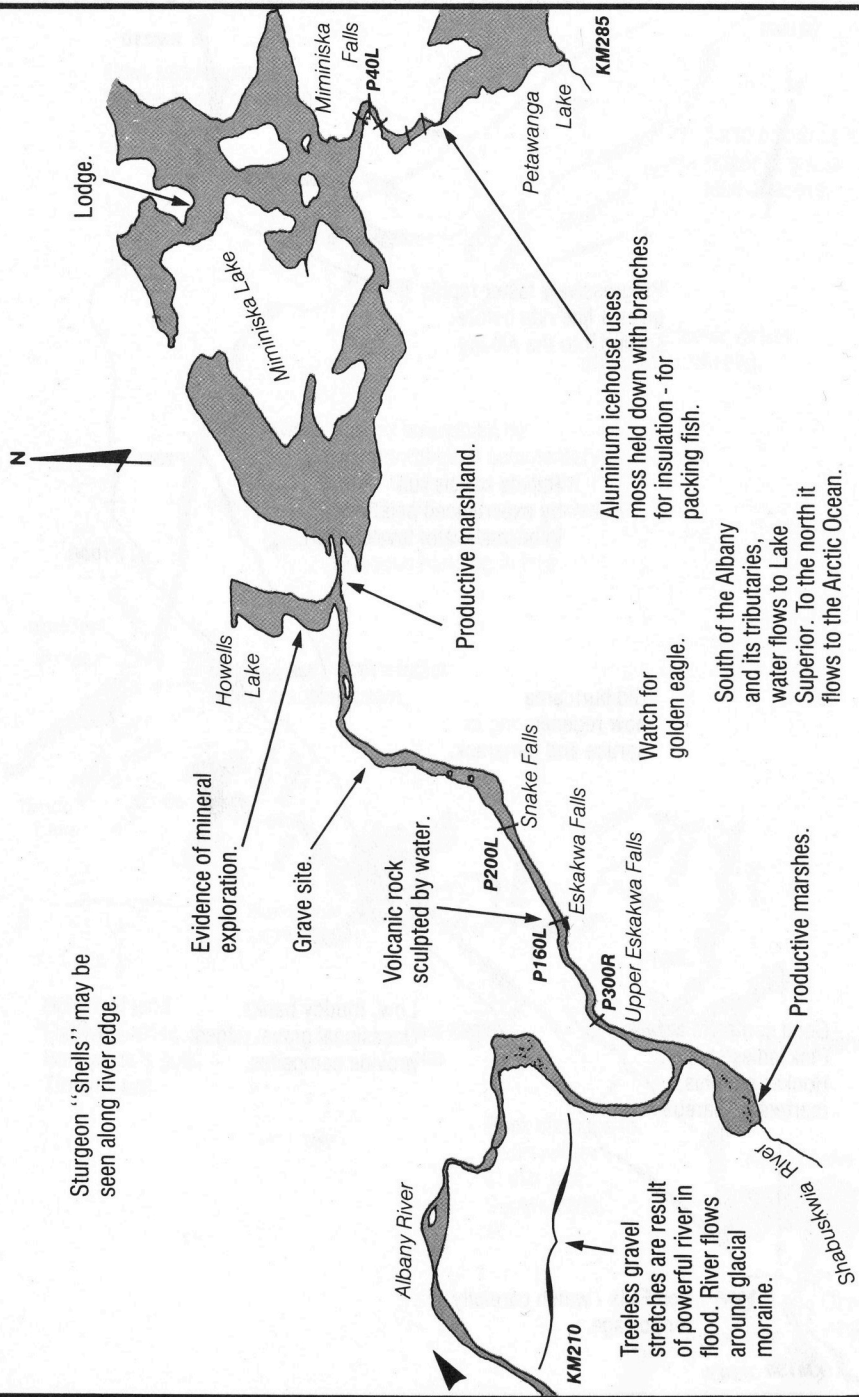 N
Lodge.
Miminiska
Falls
P40L
Miminiska Lake
KM285
Petawanga
Lake
Howells
Lake
Productive marshland.
Aluminum icehouse uses
moss held down with branches
for insulation - for
packing fish.
Sturgeon "shells" may be
seen along river edge.
Evidence of mineral
exploration.
Grave site.
Volcanic rock
sculpted by water.
P200L
Snake Falls
Watch for
golden eagle.
P160L
Eskakwa Falls
P300R
Upper Eskakwa Falls
South of the Albany
and its tributaries,
water flows to Lake
Superior. To the north it
flows to the Arctic Ocean.
Albany River
KM210
Treeless gravel
stretches are result
of powerful river in
flood. River flows
around glacial
moraine.
Productive marshes.
Shabuskwia River